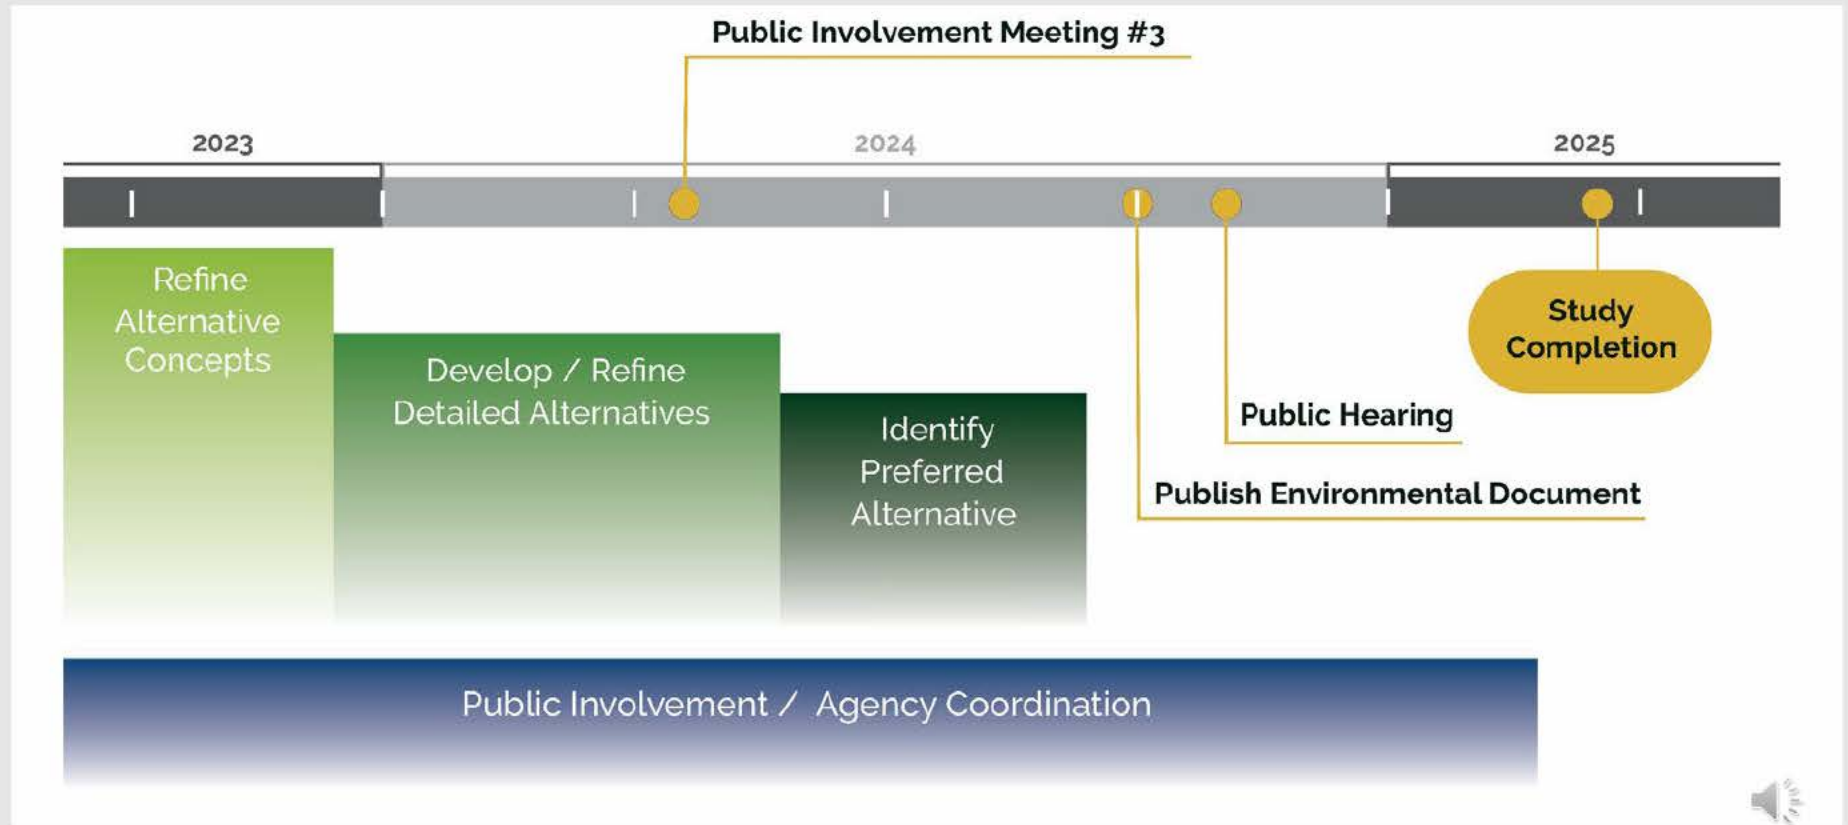 Public Involvement Meeting #3
2023
2024
2025
Refine
Alternative
Concepts
Develop / Refine
Detailed Alternatives
Identify
Preferred
Alternative
Study
Completion
Public Hearing
Publish Environmental Document
Public Involvement / Agency Coordination